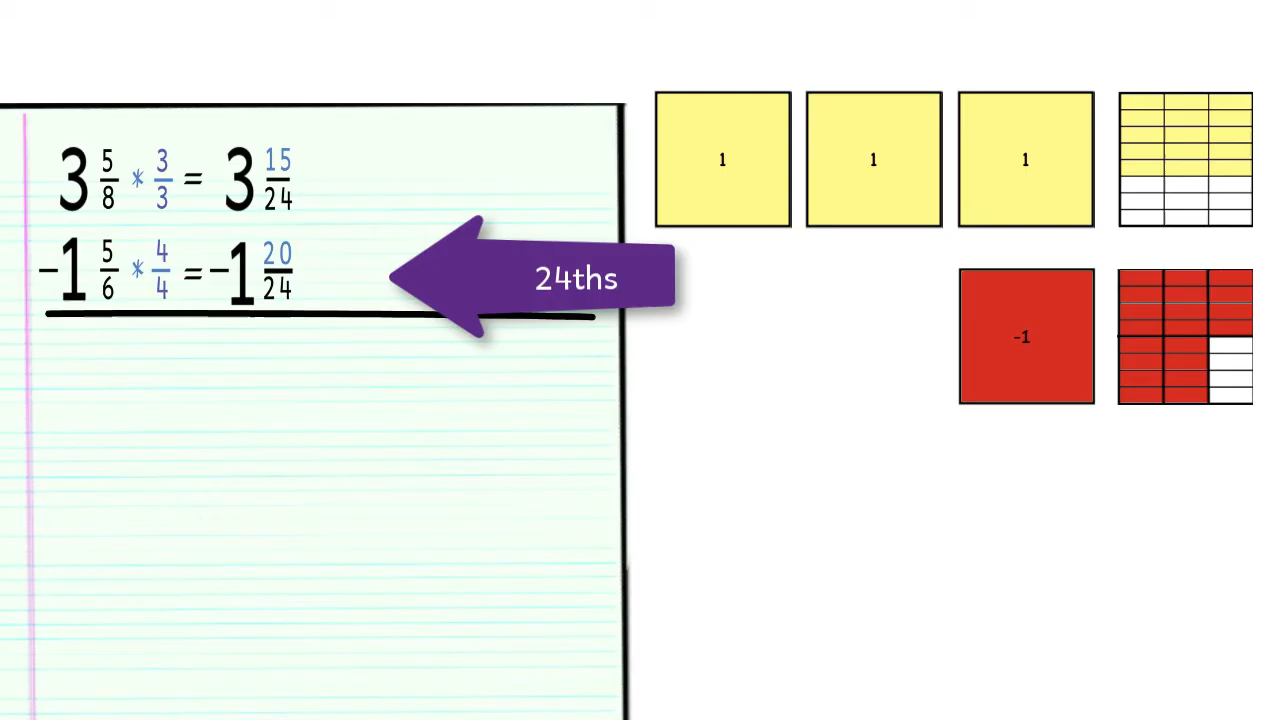 3 5/8 * 3/3 = 3 15/24
-1 5/6 * 4/4 = -1 20/24
24ths
1 1 1
-1